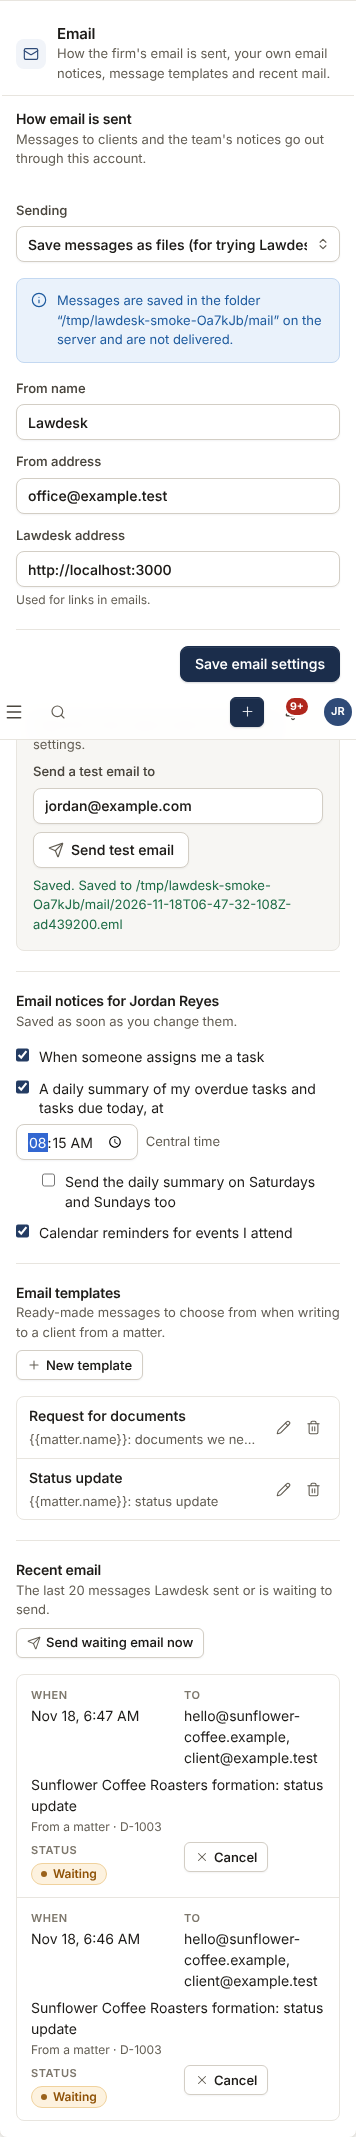 Email
How the firm's email is sent, your own email
notices, message templates and recent mail.
How email is sent
Messages to clients and the team's notices go out
through this account.
Sending
Save messages as files (for trying Lawdes
Messages are saved in the folder
“/tmp/lawdesk-smoke-Oa7kJb/mail” on the
server and are not delivered.
From name
Lawdesk
From address
office@example.test
Lawdesk address
http://localhost:3000
Used for links in emails.
Save email settings
9+
JR
settings.
Send a test email to
jordan@example.com
Send test email
Saved. Saved to /tmp/lawdesk-smoke-
Oa7kJb/mail/2026-11-18T06-47-32-108Z-
ad439200.eml
Email notices for Jordan Reyes
Saved as soon as you change them.
When someone assigns me a task
A daily summary of my overdue tasks and
tasks due today, at
08:15 AM Central time
Send the daily summary on Saturdays
and Sundays too
Calendar reminders for events I attend
Email templates
Ready-made messages to choose from when writing
to a client from a matter.
New template
Request for documents
{{matter.name}}: documents we ne...
Status update
{{matter.name}}: status update
Recent email
The last 20 messages Lawdesk sent or is waiting to
send.
Send waiting email now
WHEN TO
Nov 18, 6:47 AM hello@sunflower-
coffee.example,
client@example.test
Sunflower Coffee Roasters formation: status
update
From a matter · D-1003
STATUS
Waiting Cancel
WHEN TO
Nov 18, 6:46 AM hello@sunflower-
coffee.example,
client@example.test
Sunflower Coffee Roasters formation: status
update
From a matter · D-1003
STATUS
Waiting Cancel